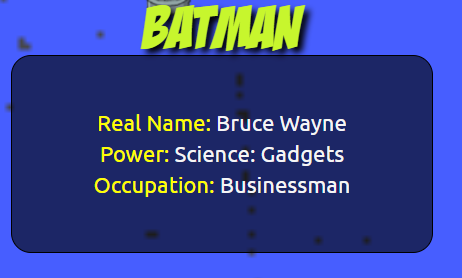 BATMAN
Real Name: Bruce Wayne
Power: Science: Gadgets
Occupation: Businessman